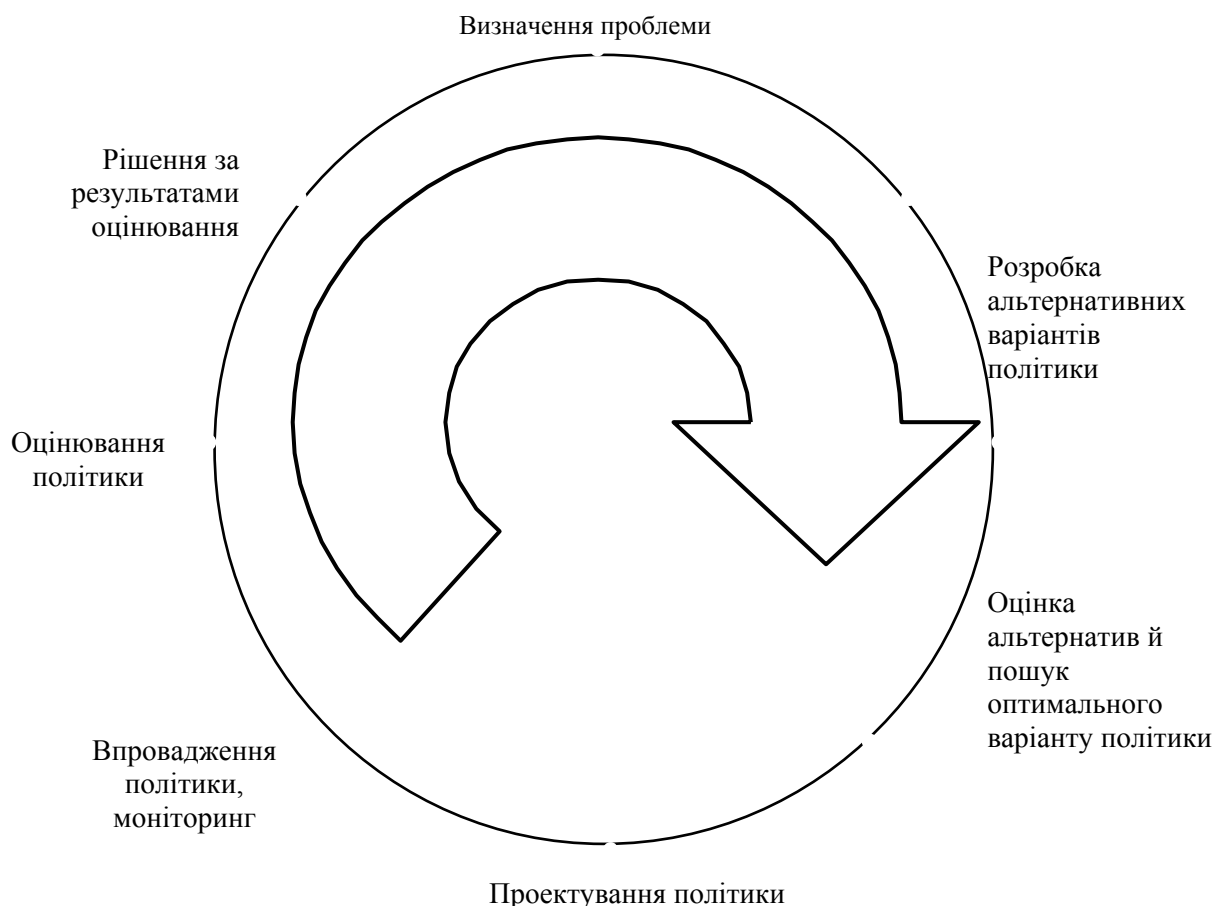 Визначення проблеми
Рішення за
результатами
оцінювання
Розробка
альтернативних
варіантів
політики
Оцінювання
політики
Оцінка
альтернатив й
пошук
оптимального
варіанту політики
Впровадження
політики,
моніторинг
Проектування політики